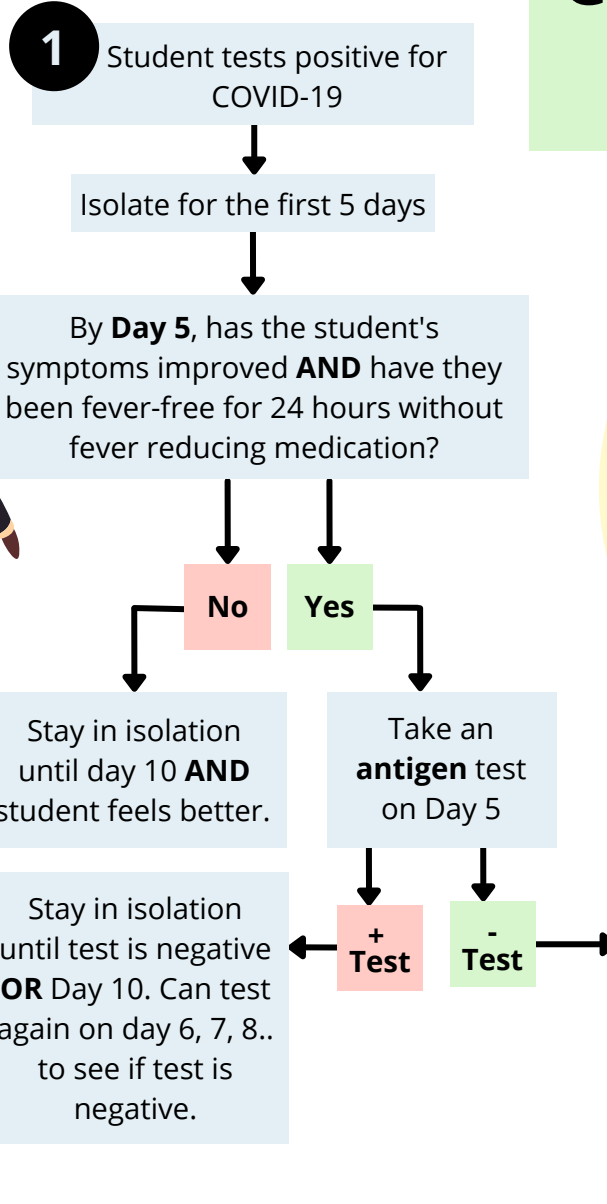 1
Student tests positive for
COVID-19
Isolate for the first 5 days
By Day 5, has the student's
symptoms improved AND have they
been fever-free for 24 hours without
fever reducing medication?
No
Yes
Stay in isolation
until day 10 AND
student feels better.
Take an
antigen test
on Day 5
+
Test
-
Test
Stay in isolation
until test is negative
OR Day 10. Can test
again on day 6, 7, 8..
to see if test is
negative.